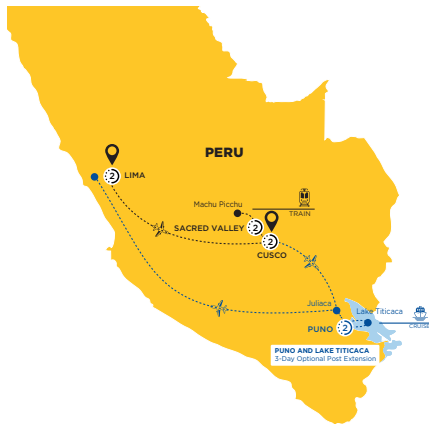 PERU
2
LIMA
Machu Picchu
TRAIN
SACRED VALLEY
2
2
CUSCO
Juliaca
Lake Titicaca
CRUISE
PUNO
2
PUNO AND LAKE TITICACA
3-Day Optional Post Extension